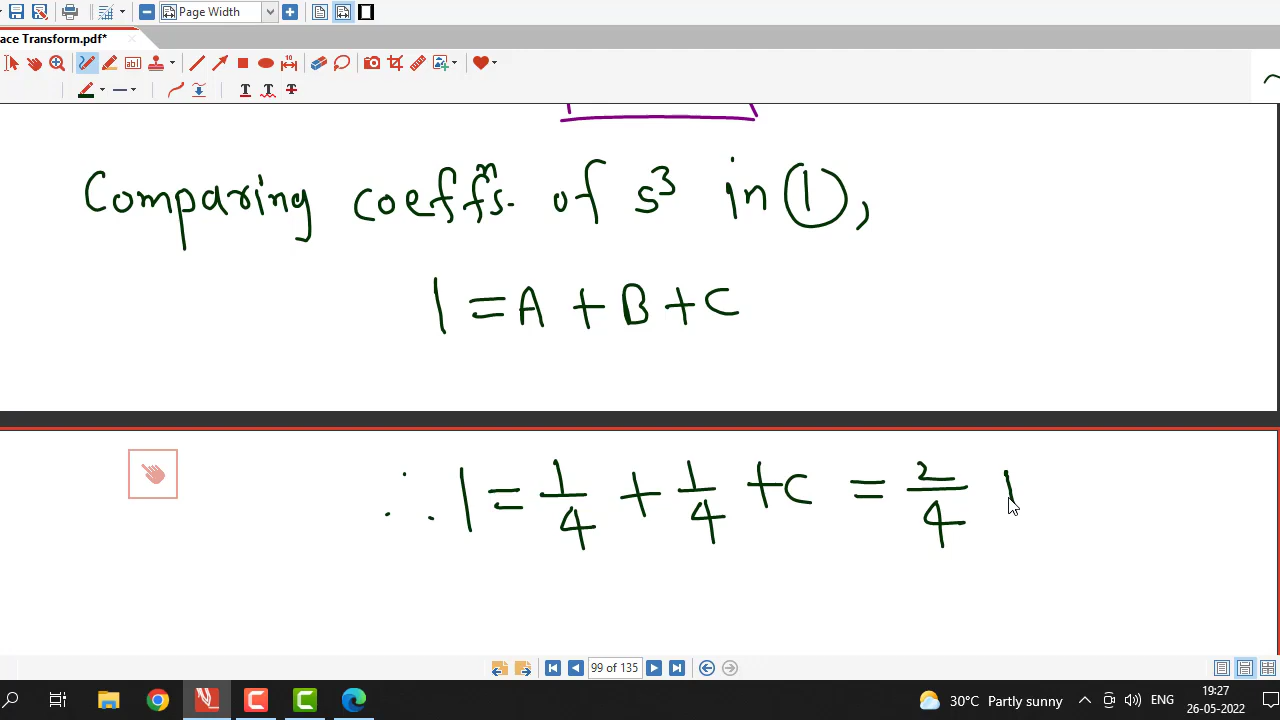 Page Width
ace Transform.pdf*
Comparing coeffns. of s³ in ①,
1 = A + B + C
∴ 1 = 1/4 + 1/4 + C = 2/4
99 of 135
30°C Partly sunny
ENG
19:27
26-05-2022